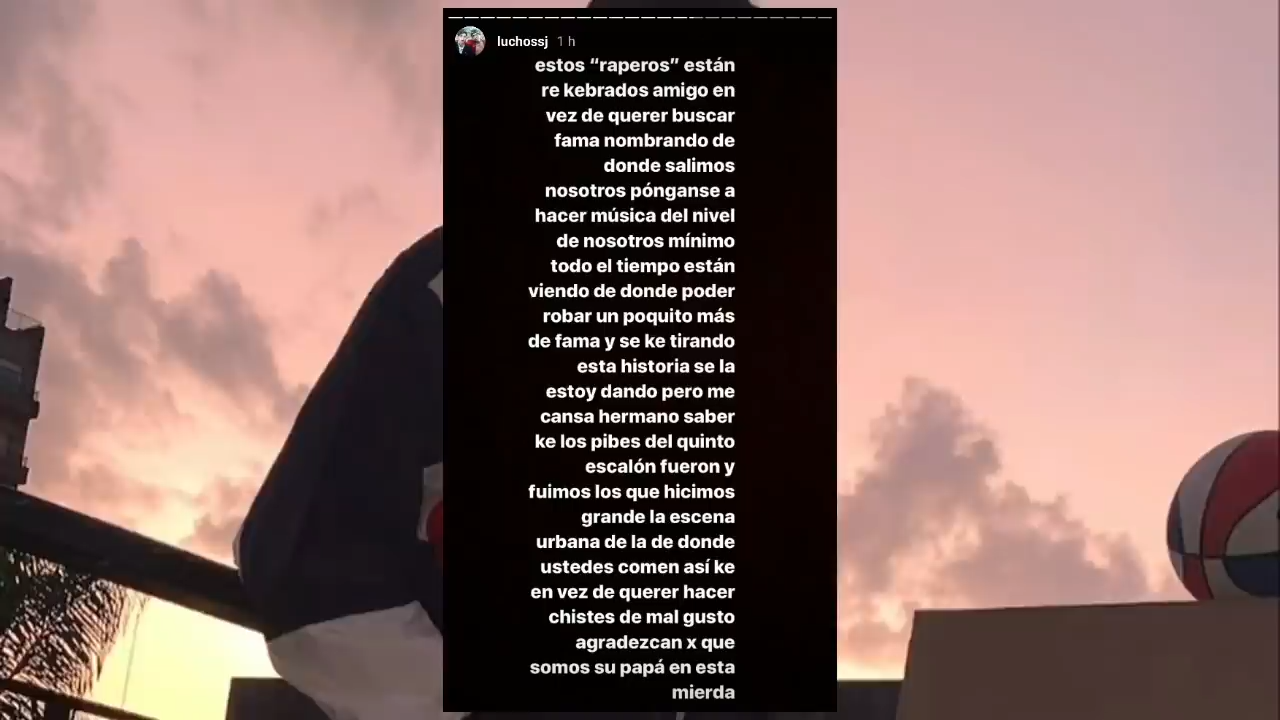 luchossj 1 h
estos “raperos” están
re kebrados amigo en
vez de querer buscar
fama nombrando de
donde salimos
nosotros pónganse a
hacer música del nivel
de nosotros mínimo
todo el tiempo están
viendo de donde poder
robar un poquito más
de fama y se ke tirando
esta historia se la
estoy dando pero me
cansa hermano saber
ke los pibes del quinto
escalón fueron y
fuimos los que hicimos
grande la escena
urbana de la de donde
ustedes comen así ke
en vez de querer hacer
chistes de mal gusto
agradezcan x que
somos su papá en esta
mierda